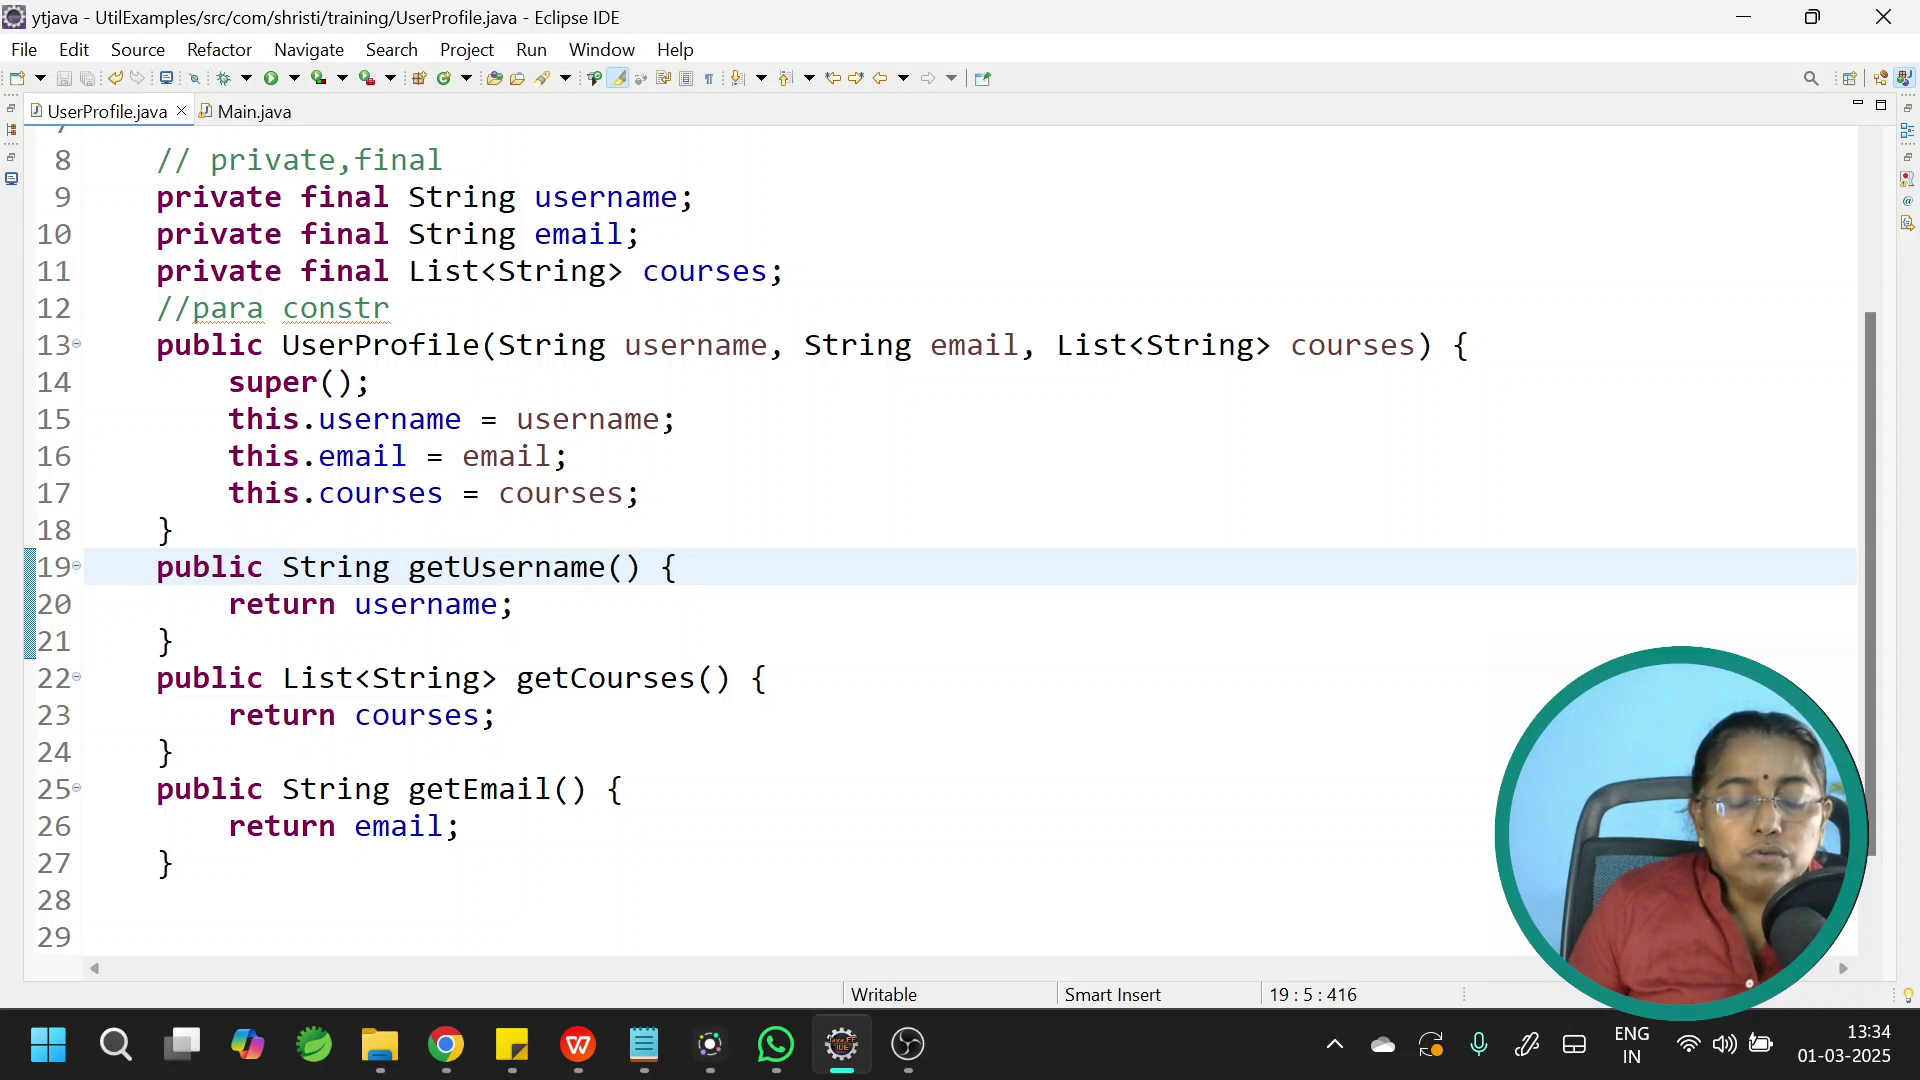 ytjava - UtilExamples/src/com/shristi/training/UserProfile.java - Eclipse IDE
File Edit Source Refactor Navigate Search Project Run Window Help
UserProfile.java Main.java
8 // private,final
9 private final String username;
10 private final String email;
11 private final List<String> courses;
12 //para constr
13 public UserProfile(String username, String email, List<String> courses) {
14 super();
15 this.username = username;
16 this.email = email;
17 this.courses = courses;
18 }
19 public String getUsername() {
20 return username;
21 }
22 public List<String> getCourses() {
23 return courses;
24 }
25 public String getEmail() {
26 return email;
27 }
28
29
Writable Smart Insert 19 : 5 : 416
ENG
IN
13:34
01-03-2025